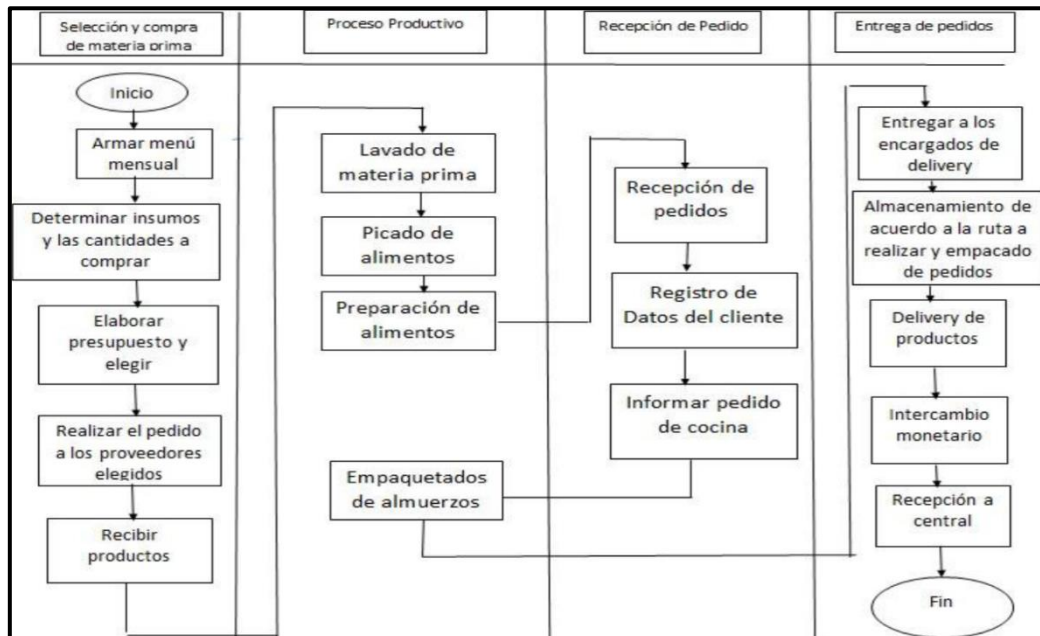 Selección y compra
de materia prima
Proceso Productivo
Recepción de Pedido
Entrega de pedidos
Inicio
Armar menú
mensual
Determinar insumos
y las cantidades a
comprar
Elaborar
presupuesto y
elegir
Realizar el pedido
a los proveedores
elegidos
Recibir
productos
Lavado de
materia prima
Picado de
alimentos
Preparación de
alimentos
Recepción de
pedidos
Registro de
Datos del cliente
Informar pedido
de cocina
Empaquetados
de almuerzos
Entregar a los
encargados de
delivery
Almacenamiento de
acuerdo a la ruta a
realizar y empacado
de pedidos
Delivery de
productos
Intercambio
monetario
Recepción a
central
Fin